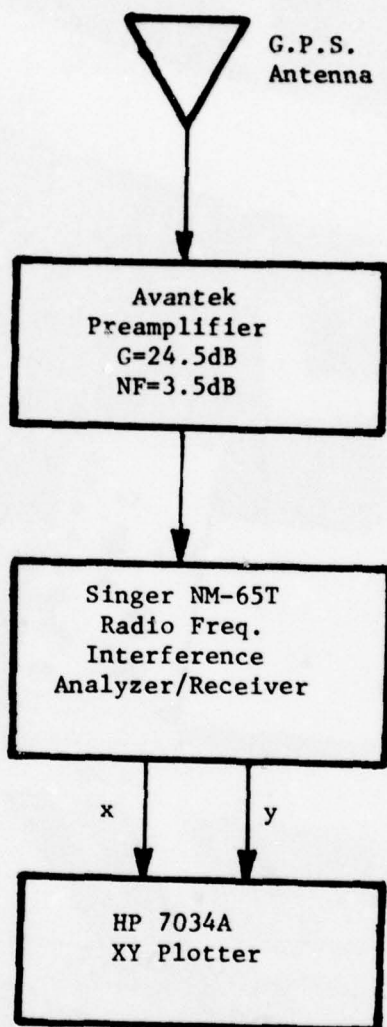 G.P.S.
Antenna
Avantek
Preamplifier
G=24.5dB
NF=3.5dB
Singer NM-65T
Radio Freq.
Interference
Analyzer/Receiver
x
y
HP 7034A
XY Plotter